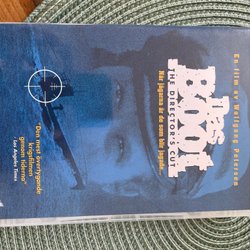 En film av Wolfgang Petersen
Das
Boot
THE DIRECTOR'S CUT
När jägarna är de som blir jagade...
"Den mest övertygande
krigsfilmen
genom tiderna"
- Los Angeles Times